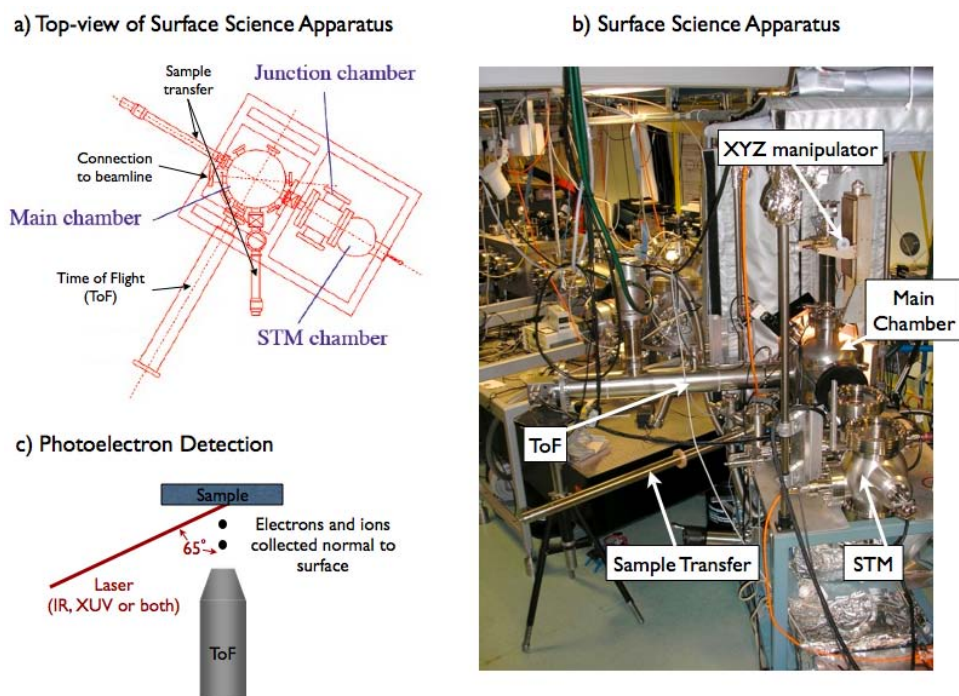 a) Top-view of Surface Science Apparatus
Sample
transfer
Junction chamber
Connection
to beamline
Main chamber
Time of Flight
(ToF)
STM chamber
b) Surface Science Apparatus
XYZ manipulator
Main
Chamber
ToF
Sample Transfer
STM
c) Photoelectron Detection
Sample
65°
Electrons and ions
collected normal to
surface
Laser
(IR, XUV or both)
ToF